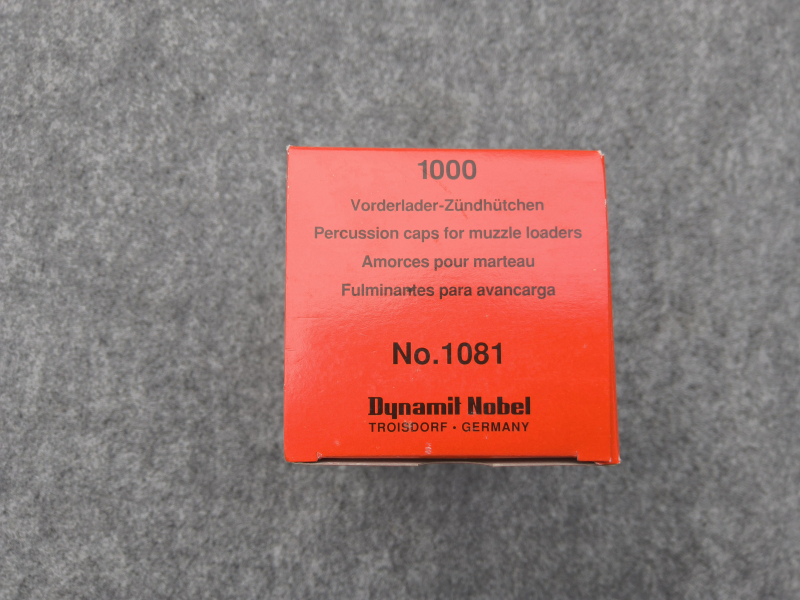 1000
Vorderlader-Zündhütchen
Percussion caps for muzzle loaders
Amorces pour marteau
Fulminantes para avancarga
No.1081
Dynamit Nobel
TROISDORF · GERMANY